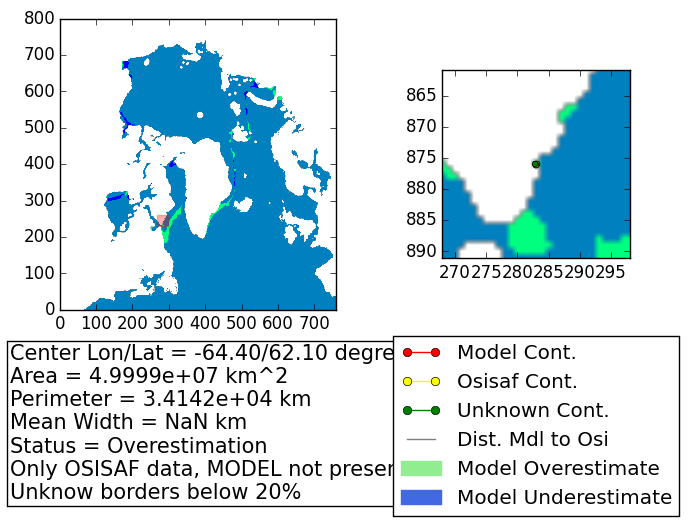 800
700
600
500
400
300
200
100
0
0 100 200 300 400 500 600 700
865
870
875
880
885
890
270 275 280 285 290 295
Center Lon/Lat = -64.40/62.10 degre
Area = 4.9999e+07 km^2
Perimeter = 3.4142e+04 km
Mean Width = NaN km
Status = Overestimation
Only OSISAF data, MODEL not presen
Unknow borders below 20%
Model Cont.
Osisaf Cont.
Unknown Cont.
Dist. Mdl to Osi
Model Overestimate
Model Underestimate